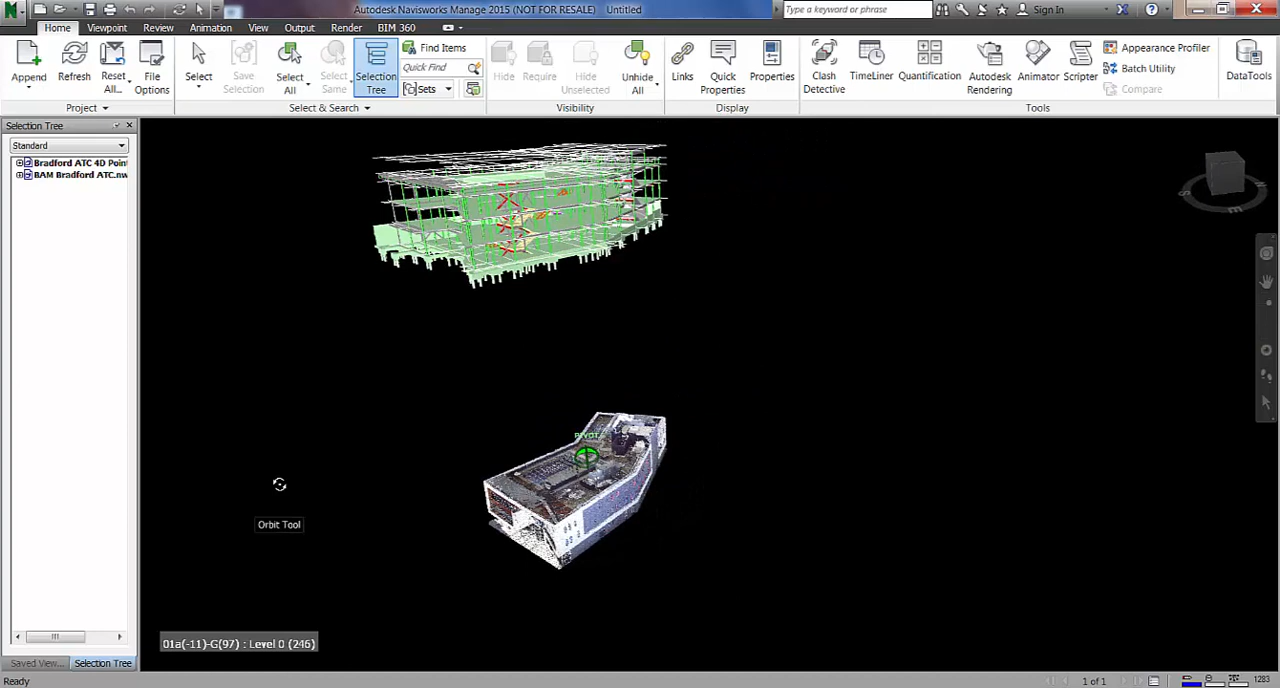 Autodesk Navisworks Manage 2015 (NOT FOR RESALE) Untitled
Type a keyword or phrase
Sign In
Home Viewpoint Review Animation View Output Render BIM 360
Append Refresh Reset All... File Options
Project
Select Save Selection Select All Select Same Selection Tree
Find Items
Quick Find
Sets
Select & Search
Hide Require Hide Unselected Unhide All
Visibility
Links Quick Properties Properties
Display
Clash Detective TimeLiner Quantification Autodesk Rendering Animator Scripter
Appearance Profiler
Batch Utility
Compare
DataTools
Tools
Selection Tree
Standard
Bradford ATC 4D Point
BAM Bradford ATC.nw
PIVOT
Orbit Tool
01a(-11)-G(97) : Level 0 (246)
Saved View... Selection Tree
Ready
1 of 1
1283